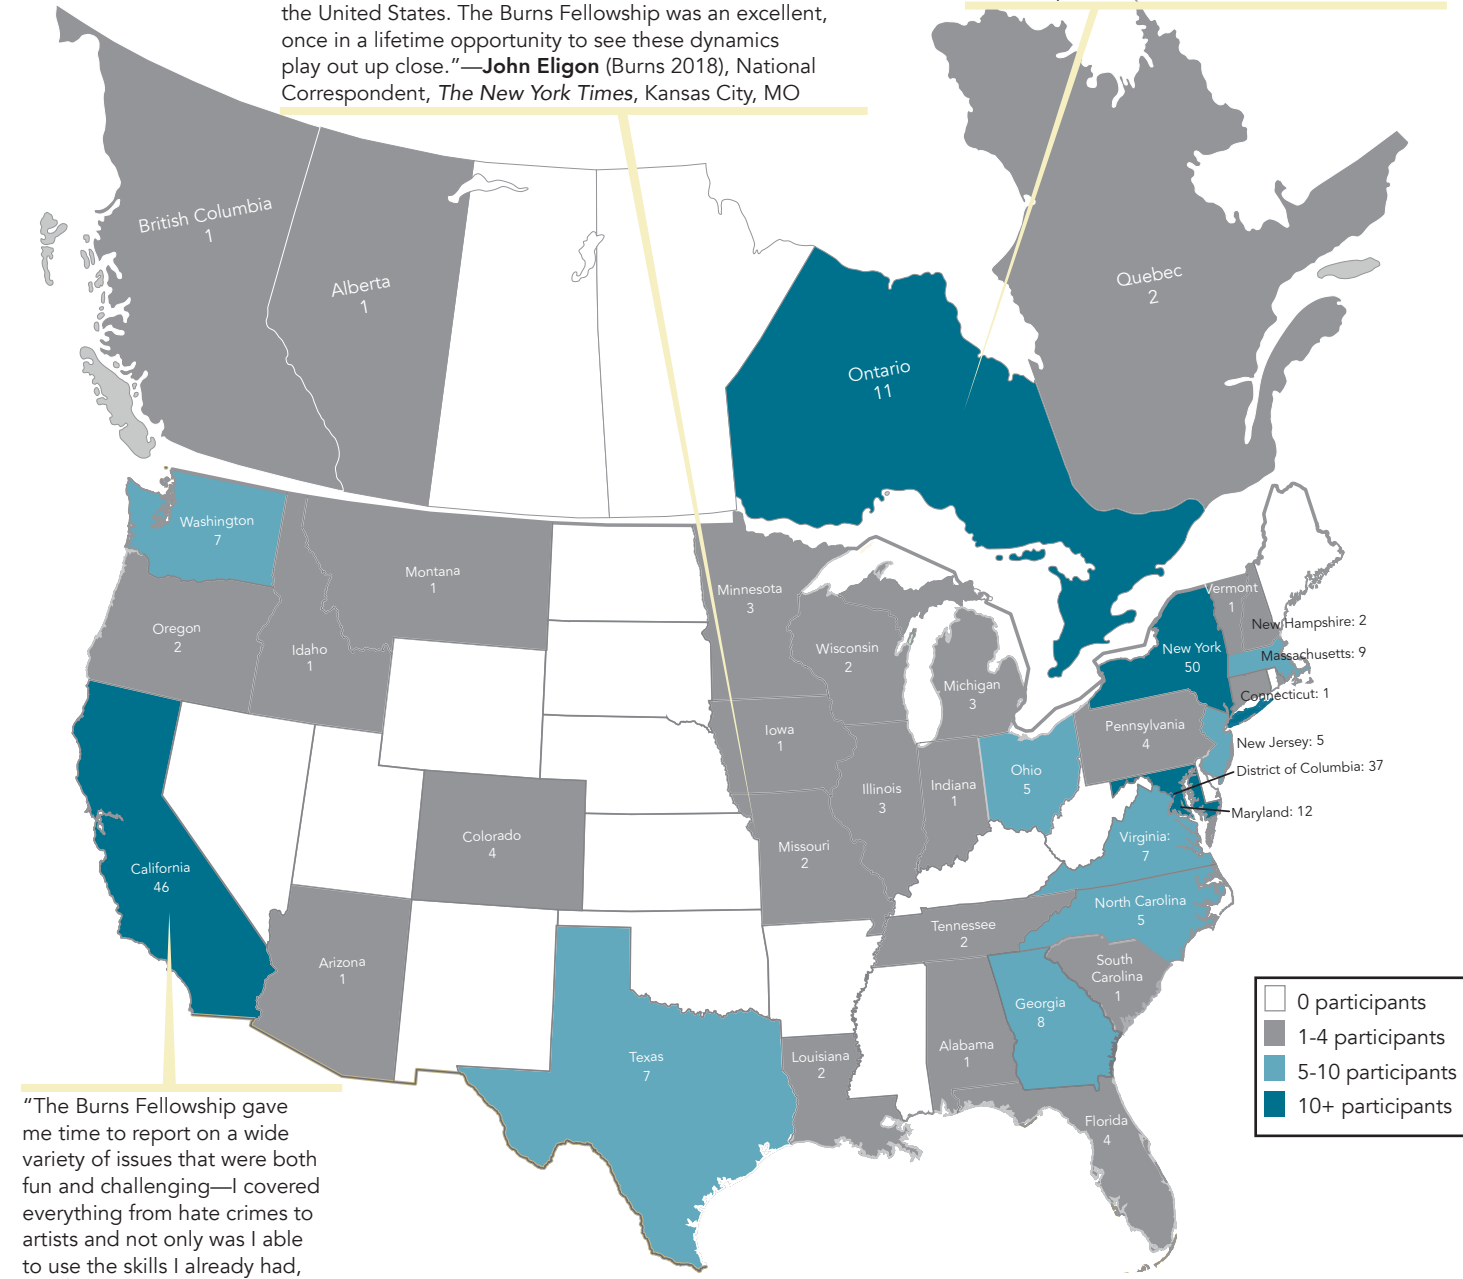 the United States. The Burns Fellowship was an excellent,
once in a lifetime opportunity to see these dynamics
play out up close.”—John Eligon (Burns 2018), National
Correspondent, The New York Times, Kansas City, MO
British Columbia
1
Alberta
1
Quebec
2
Ontario
11
Washington
7
Montana
1
Minnesota
3
Vermont
1
New Hampshire: 2
Oregon
2
Idaho
1
Wisconsin
2
New York
50
Massachusetts: 9
Michigan
3
Connecticut: 1
Iowa
1
Pennsylvania
4
New Jersey: 5
District of Columbia: 37
Ohio
5
Illinois
3
Indiana
1
Maryland: 12
Colorado
4
Missouri
2
Virginia:
7
California
46
North Carolina
5
Tennessee
2
Arizona
1
South
Carolina
1
Georgia
8
Texas
7
Louisiana
2
Alabama
1
Florida
4
0 participants
1-4 participants
5-10 participants
10+ participants
“The Burns Fellowship gave
me time to report on a wide
variety of issues that were both
fun and challenging—I covered
everything from hate crimes to
artists and not only was I able
to use the skills I already had,